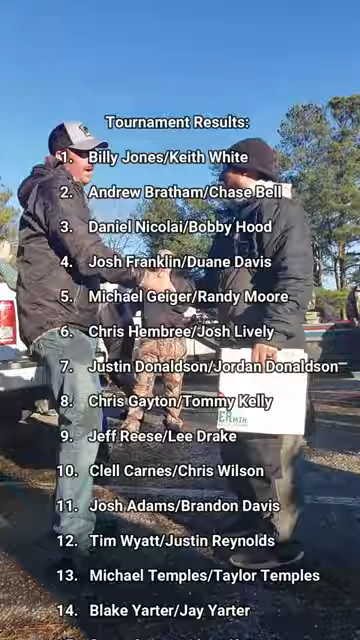 Tournament Results:
1. Billy Jones/Keith White
2. Andrew Bratham/Chase Bell
3. Daniel Nicolai/Bobby Hood
4. Josh Franklin/Duane Davis
5. Michael Geiger/Randy Moore
6. Chris Hembree/Josh Lively
7. Justin Donaldson/Jordan Donaldson
8. Chris Gayton/Tommy Kelly
9. Jeff Reese/Lee Drake
10. Clell Carnes/Chris Wilson
11. Josh Adams/Brandon Davis
12. Tim Wyatt/Justin Reynolds
13. Michael Temples/Taylor Temples
14. Blake Yarter/Jay Yarter